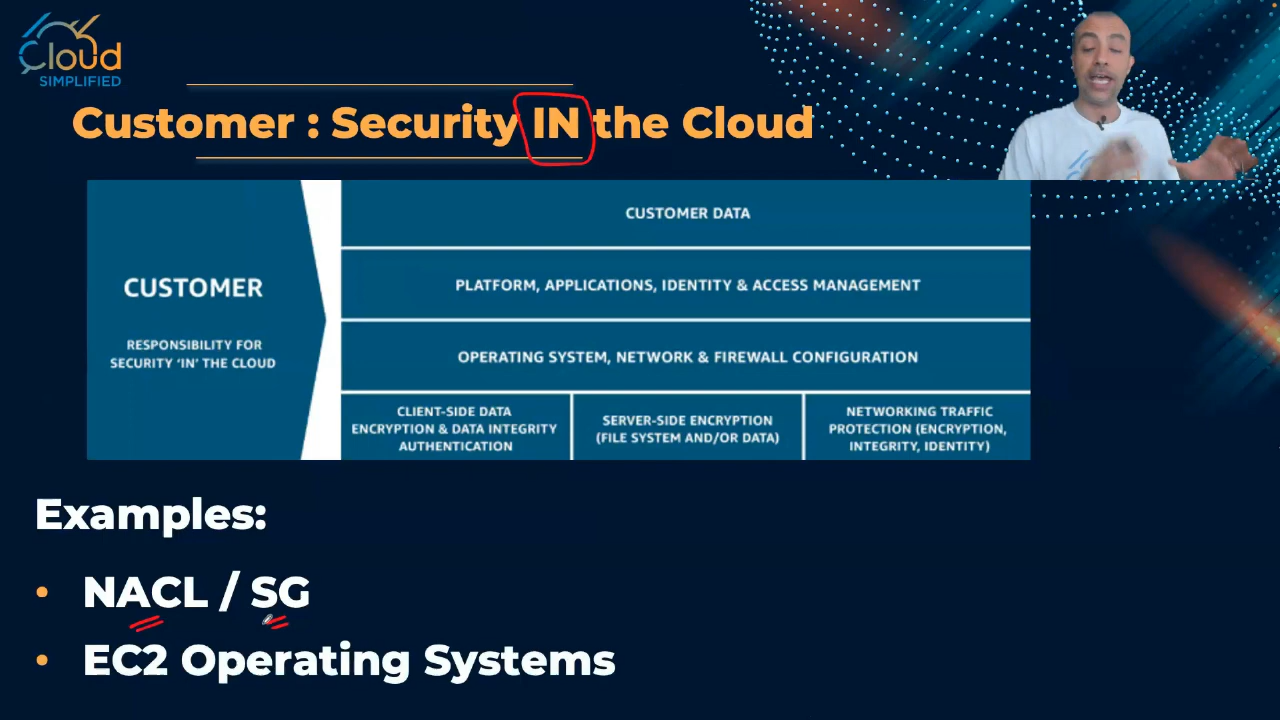 Cloud
SIMPLIFIED
Customer : Security IN the Cloud
CUSTOMER
RESPONSIBILITY FOR
SECURITY ‘IN’ THE CLOUD
CUSTOMER DATA
PLATFORM, APPLICATIONS, IDENTITY & ACCESS MANAGEMENT
OPERATING SYSTEM, NETWORK & FIREWALL CONFIGURATION
CLIENT-SIDE DATA
ENCRYPTION & DATA INTEGRITY
AUTHENTICATION
SERVER-SIDE ENCRYPTION
(FILE SYSTEM AND/OR DATA)
NETWORKING TRAFFIC
PROTECTION (ENCRYPTION,
INTEGRITY, IDENTITY)
Examples:
• NACL / SG
• EC2 Operating Systems